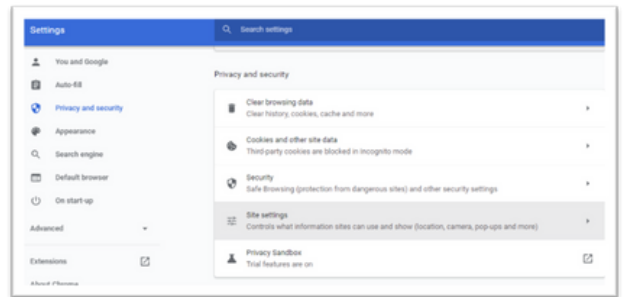 Settings
Search settings
You and Google
Auto-fill
Privacy and security
Appearance
Search engine
Default browser
On start-up
Advanced
Extensions
About Chrome
Privacy and security
Clear browsing data
Clear history, cookies, cache and more
Cookies and other site data
Third-party cookies are blocked in Incognito mode
Security
Safe Browsing (protection from dangerous sites) and other security settings
Site settings
Controls what information sites can use and show (location, camera, pop-ups and more)
Privacy Sandbox
Trial features are on